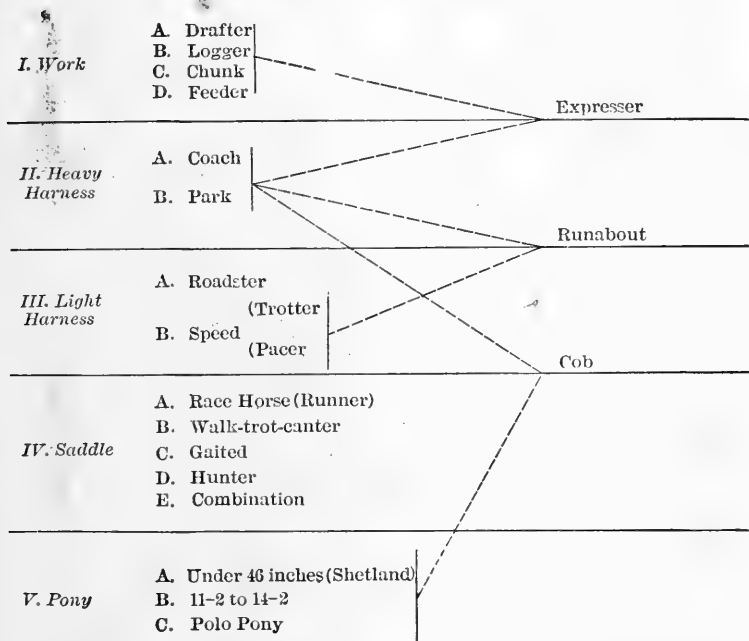 A. Drafter
B. Logger
I. Work
C. Chunk
D. Feeder
Expresser
A. Coach
II. Heavy
Harness
B. Park
Runabout
A. Roadster
III. Light
Harness
(Trotter
B. Speed
(Pacer
Cob
A. Race Horse (Runner)
B. Walk-trot-canter
IV. Saddle
C. Gaited
D. Hunter
E. Combination
A. Under 46 inches (Shetland)
V. Pony
B. 11-2 to 14-2
C. Polo Pony